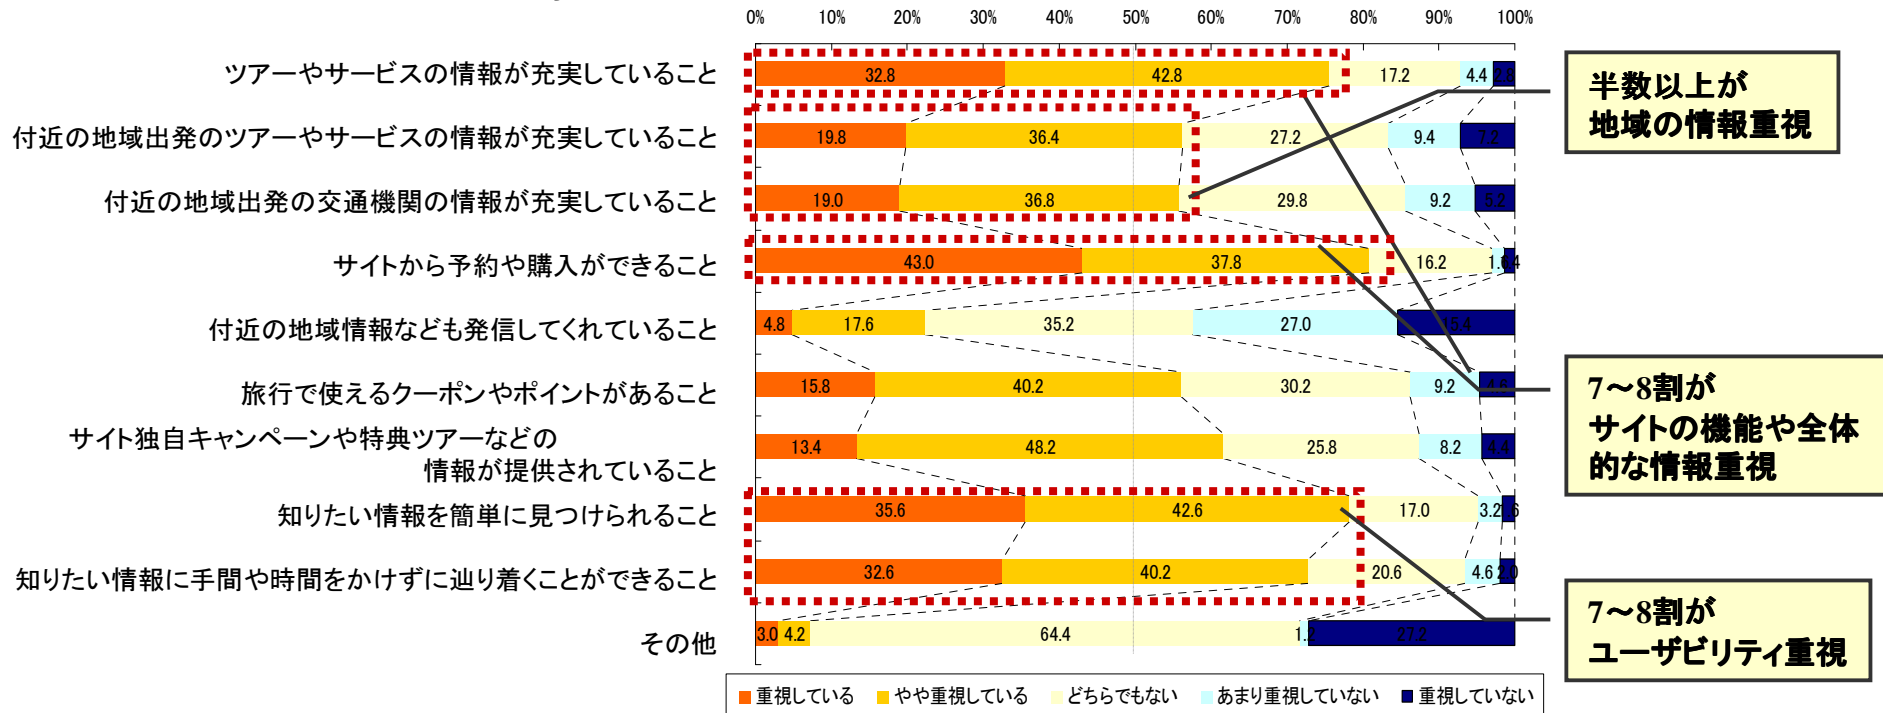 0% 10% 20% 30% 40% 50% 60% 70% 80% 90% 100%
ツアーやサービスの情報が充実していること 32.8 42.8 17.2 4.4 2.8
付近の地域出発のツアーやサービスの情報が充実していること 19.8 36.4 27.2 9.4 7.2
付近の地域出発の交通機関の情報が充実していること 19.0 36.8 29.8 9.2 5.2
サイトから予約や購入ができること 43.0 37.8 16.2
付近の地域情報なども発信してくれていること 4.8 17.6 35.2 27.0 15.4
旅行で使えるクーポンやポイントがあること 15.8 40.2 30.2 9.2 4.6
サイト独自キャンペーンや特典ツアーなどの
情報が提供されていること 13.4 48.2 25.8 8.2 4.4
知りたい情報を簡単に見つけられること 35.6 42.6 17.0 3.2
知りたい情報に手間や時間をかけずに辿り着くことができること 32.6 40.2 20.6 4.6 2.0
その他 3.0 4.2 64.4 1.2 27.2
重視している やや重視している どちらでもない あまり重視していない 重視していない
半数以上が
地域の情報重視
7～8割が
サイトの機能や全体
的な情報重視
7～8割が
ユーザビリティ重視